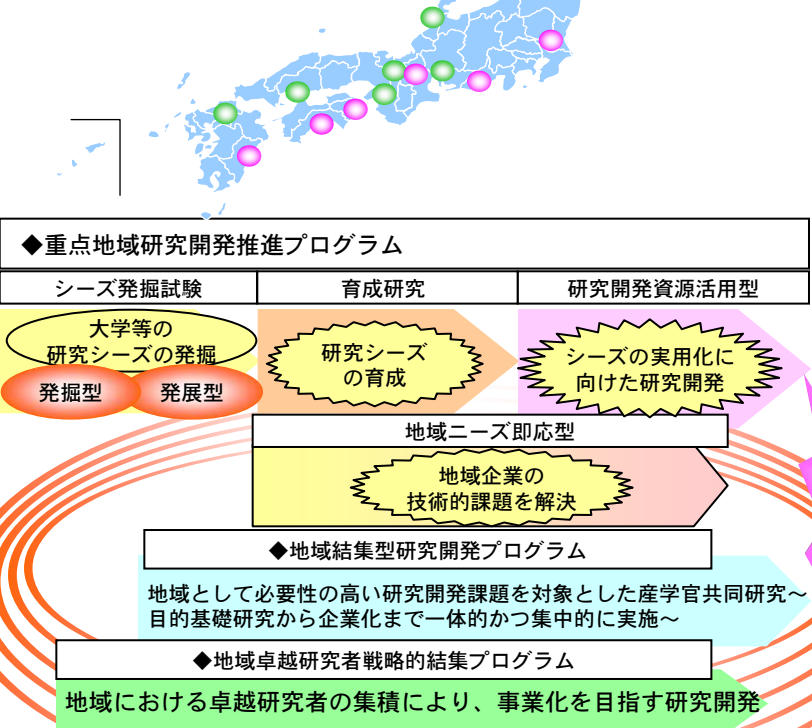 ◆重点地域研究開発推進プログラム
シーズ発掘試験
育成研究
研究開発資源活用型
大学等の
研究シーズの発掘
発掘型
発展型
研究シーズ
の育成
シーズの実用化に
向けた研究開発
地域ニーズ即応型
地域企業の
技術的課題を解決
◆地域結集型研究開発プログラム
地域として必要性の高い研究開発課題を対象とした産学官共同研究～
目的基礎研究から企業化まで一体的かつ集中的に実施～
◆地域卓越研究者戦略的結集プログラム
地域における卓越研究者の集積により、事業化を目指す研究開発